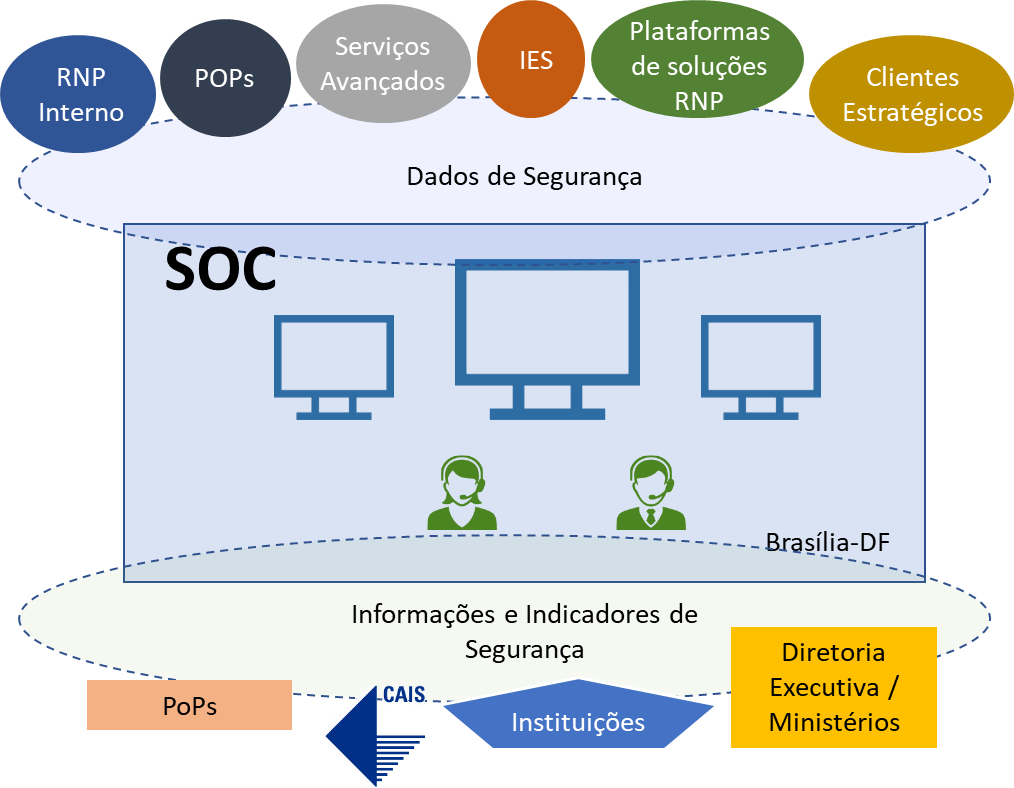 RNP
Interno
POPs
Serviços
Avançados
IES
Plataformas
de soluções
RNP
Clientes
Estratégicos
Dados de Segurança
SOC
Brasília-DF
Informações e Indicadores de
Segurança
PoPs
CAIS
Instituições
Diretoria
Executiva /
Ministérios